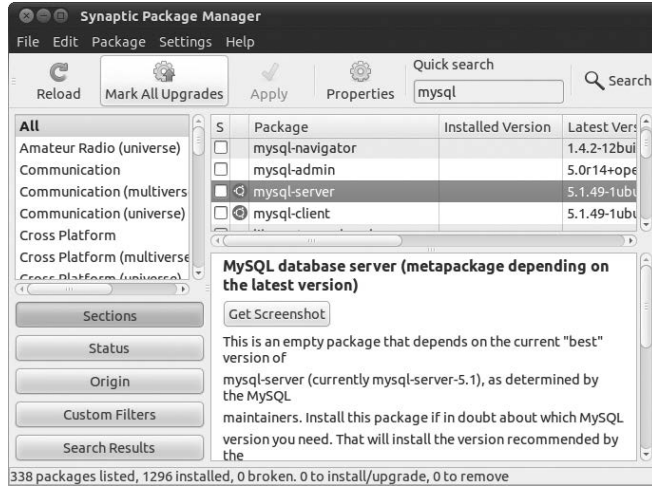 Synaptic Package Manager
File Edit Package Settings Help
Reload Mark All Upgrades Apply Properties
Quick search
mysql
Search
All
Amateur Radio (universe)
Communication
Communication (multivers
Communication (universe)
Cross Platform
Cross Platform (multiverse
Cross Platform (universe)
S Package Installed Version Latest Vers
mysql-navigator 1.4.2-12bui
mysql-admin 5.0r14+ope
mysql-server 5.1.49-1ubu
mysql-client 5.1.49-1ubu
Sections
Status
Origin
Custom Filters
Search Results
MySQL database server (metapackage depending on
the latest version)
Get Screenshot
This is an empty package that depends on the current "best"
version of
mysql-server (currently mysql-server-5.1), as determined by
the MySQL
maintainers. Install this package if in doubt about which MySQL
version you need. That will install the version recommended by
the
338 packages listed, 1296 installed, 0 broken. 0 to install/upgrade, 0 to remove